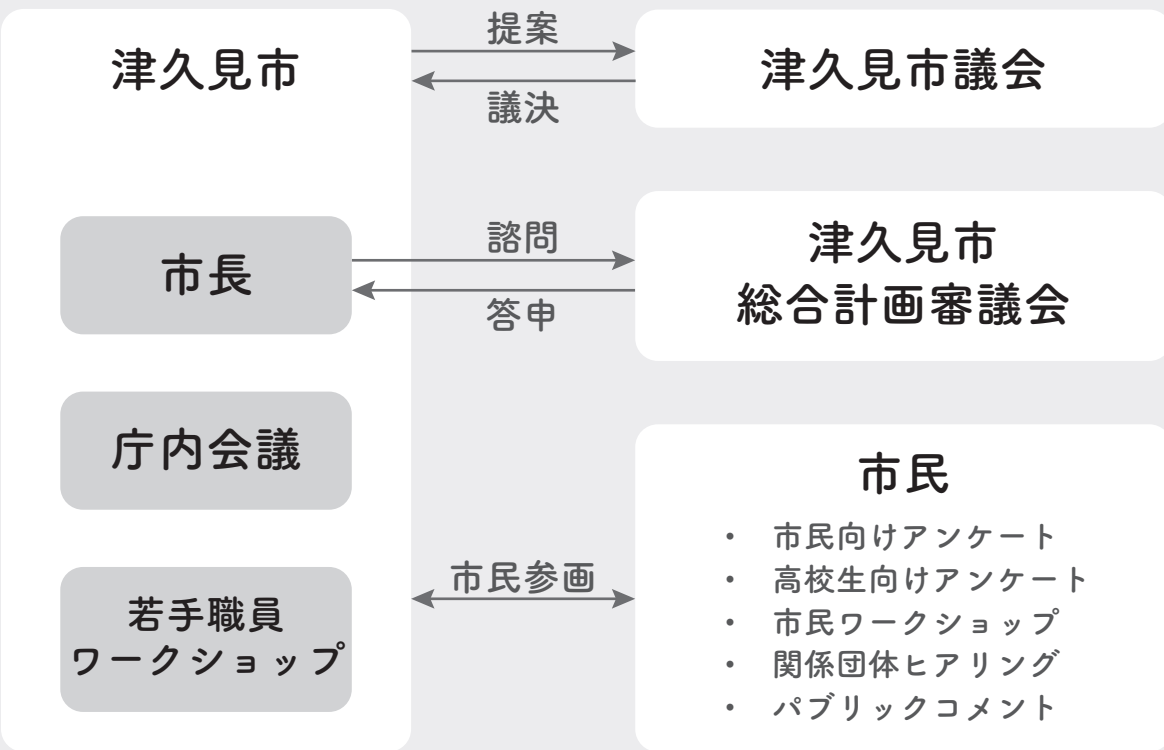 津久見市
提案
議決
津久見市議会
市長
諮問
答申
津久見市
総合計画審議会
庁内会議
若手職員
ワークショップ
市民参画
市民
・ 市民向けアンケート
・ 高校生向けアンケート
・ 市民ワークショップ
・ 関係団体ヒアリング
・ パブリックコメント